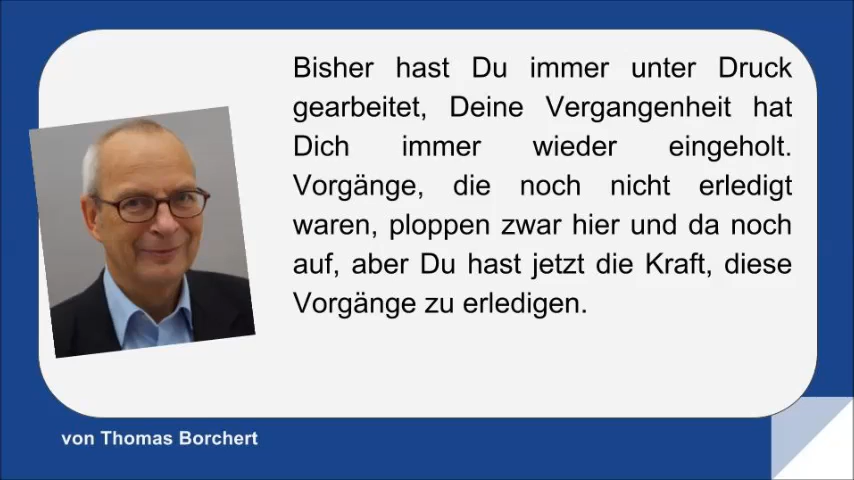 Bisher hast Du immer unter Druck
gearbeitet, Deine Vergangenheit hat
Dich immer wieder eingeholt.
Vorgänge, die noch nicht erledigt
waren, ploppen zwar hier und da noch
auf, aber Du hast jetzt die Kraft, diese
Vorgänge zu erledigen.
von Thomas Borchert